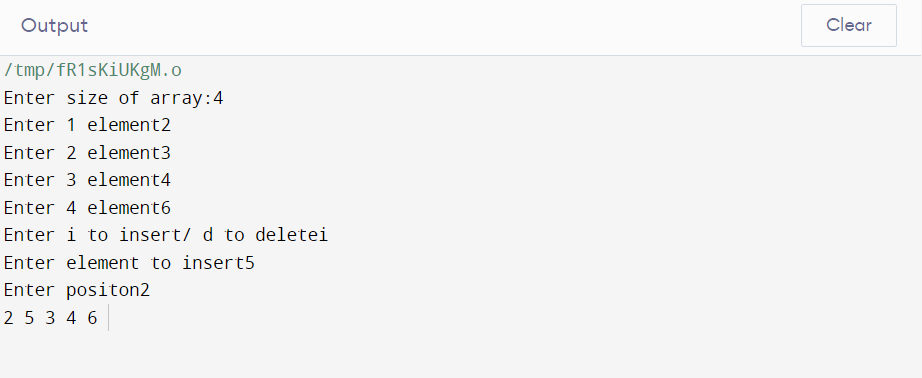 Output
Clear
/tmp/fR1sKiUKgM.o
Enter size of array:4
Enter 1 element2
Enter 2 element3
Enter 3 element4
Enter 4 element6
Enter i to insert/ d to deletei
Enter element to insert5
Enter positon2
2 5 3 4 6